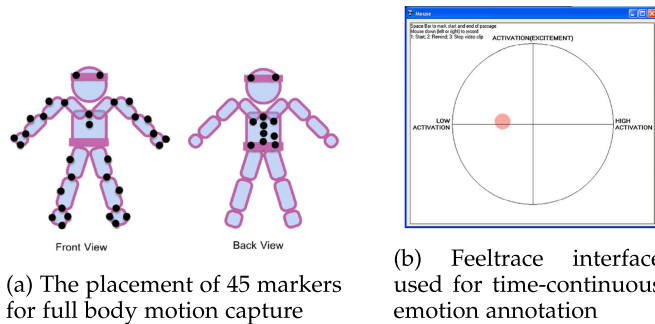 Mouse
Space Bar to mark start and end of passage
Mouse down (left or right) to record
1: Start; 2: Rewind; 3: Stop video clip
ACTIVATION(EXCITEMENT)
LOW
ACTIVATION
HIGH
ACTIVATION
Front View
Back View
(a) The placement of 45 markers
for full body motion capture
(b) Feeltrace interface
used for time-continuous
emotion annotation